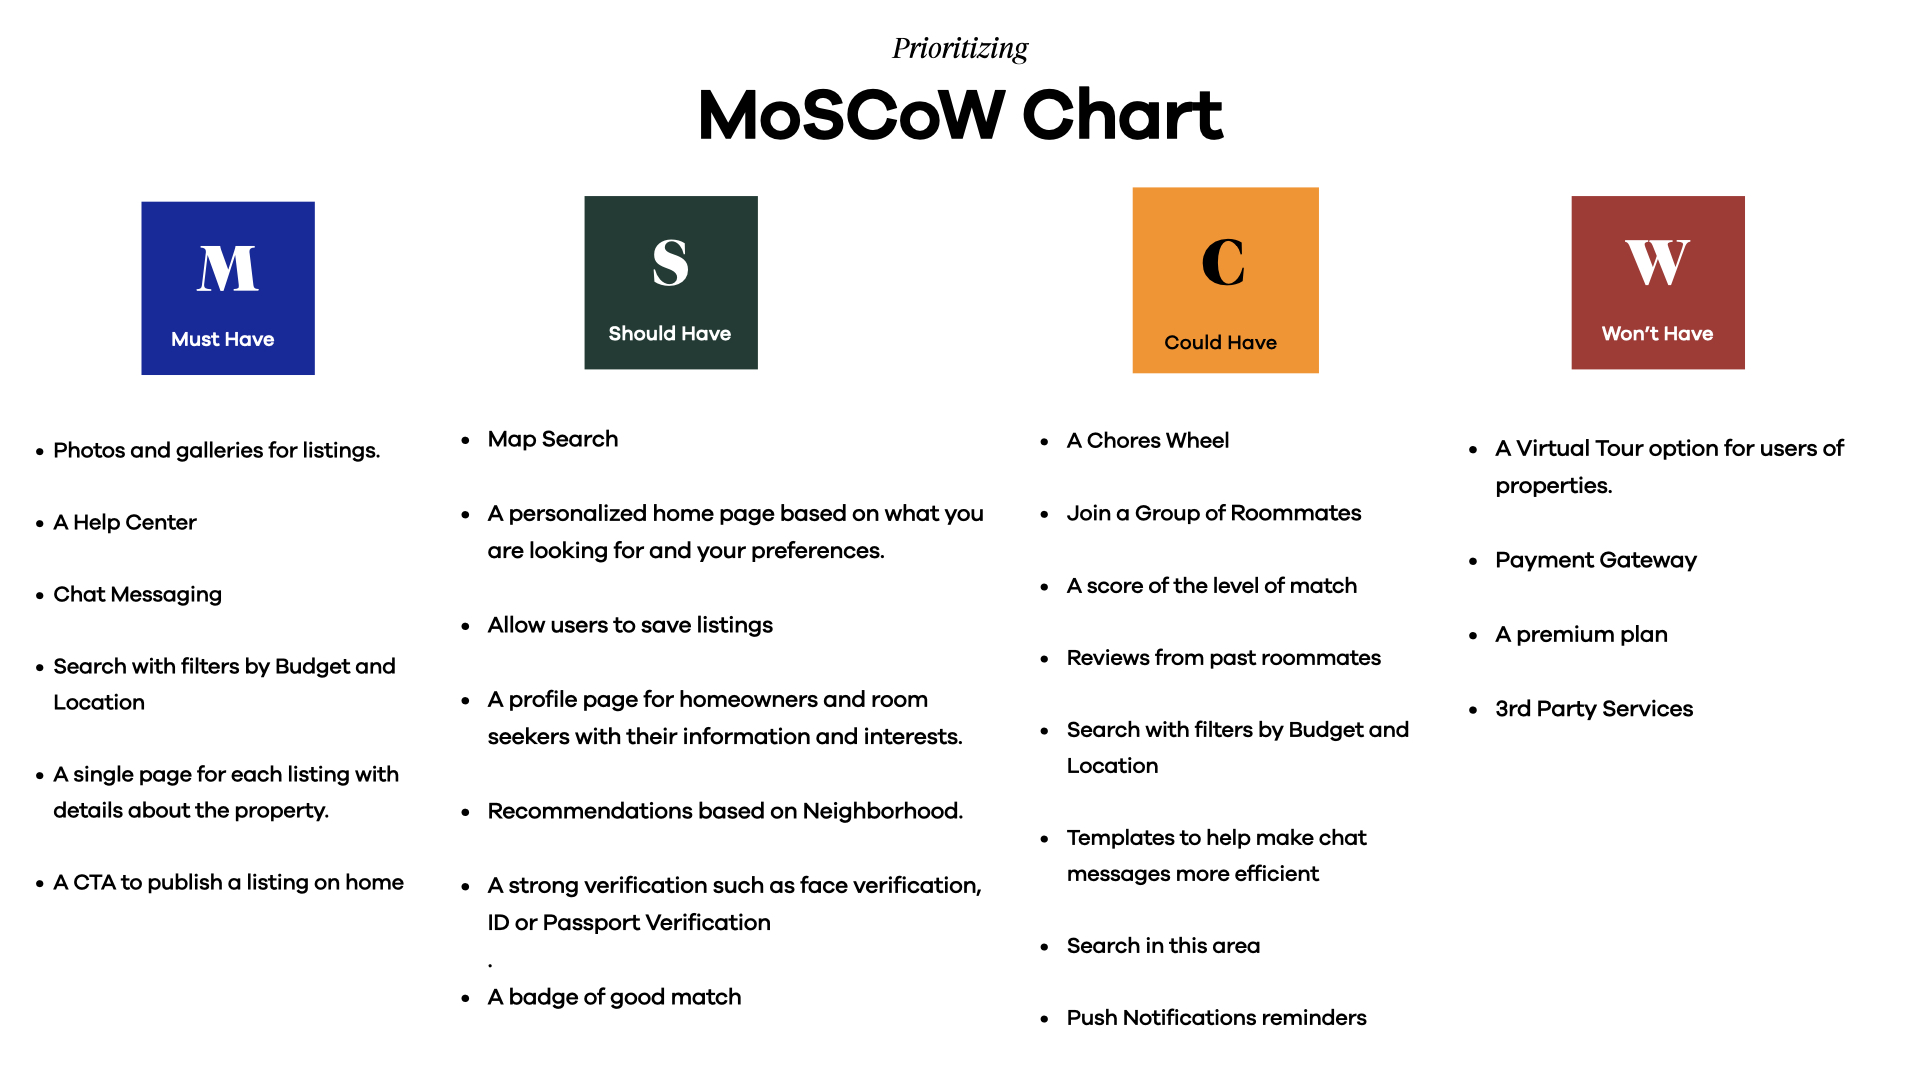 Prioritizing
MoSCoW Chart
M
Must Have
• Photos and galleries for listings.
• A Help Center
• Chat Messaging
• Search with filters by Budget and
Location
• A single page for each listing with
details about the property.
• A CTA to publish a listing on home
S
Should Have
• Map Search
• A personalized home page based on what you
are looking for and your preferences.
• Allow users to save listings
• A profile page for homeowners and room
seekers with their information and interests.
• Recommendations based on Neighborhood.
• A strong verification such as face verification,
ID or Passport Verification
.
• A badge of good match
C
Could Have
• A Chores Wheel
• Join a Group of Roommates
• A score of the level of match
• Reviews from past roommates
• Search with filters by Budget and
Location
• Templates to help make chat
messages more efficient
• Search in this area
• Push Notifications reminders
W
Won’t Have
• A Virtual Tour option for users of
properties.
• Payment Gateway
• A premium plan
• 3rd Party Services